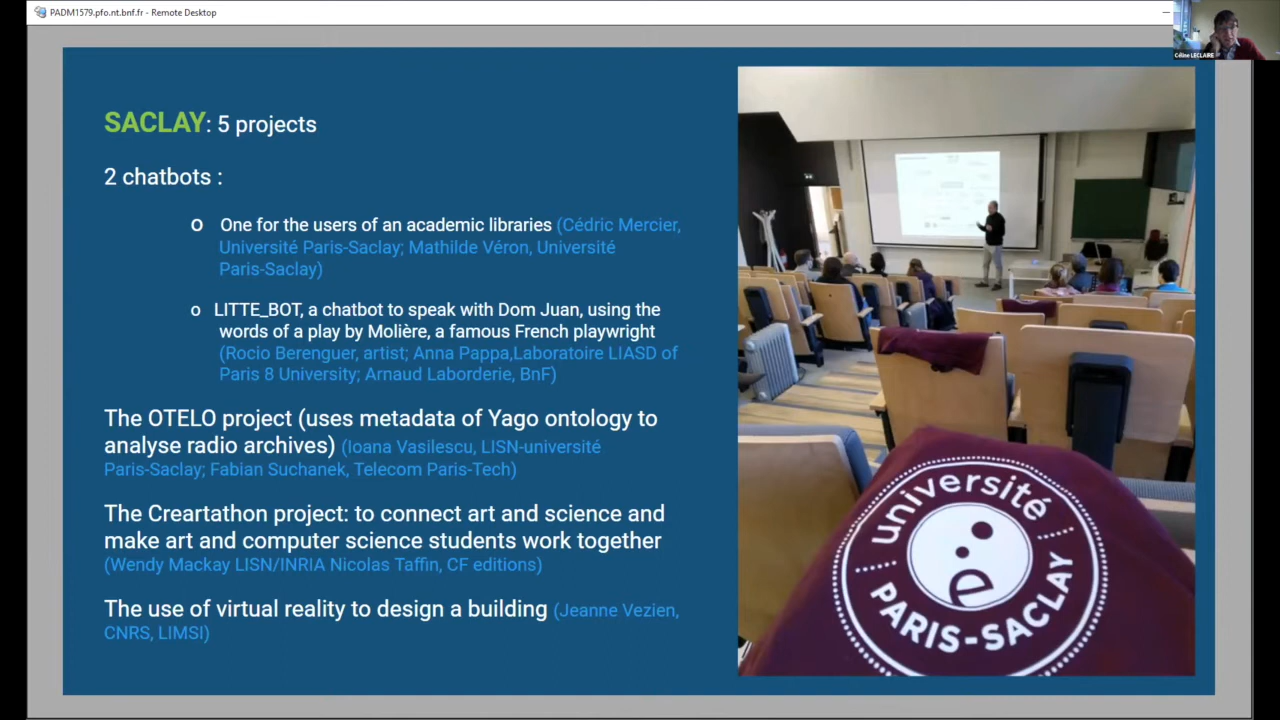 PADM1579.pfo.nt.bnf.fr - Remote Desktop
Céline LECLAIRE
SACLAY: 5 projects
2 chatbots :
o One for the users of an academic libraries (Cédric Mercier,
Université Paris-Saclay; Mathilde Véron, Université
Paris-Saclay)
o LITTE_BOT, a chatbot to speak with Dom Juan, using the
words of a play by Molière, a famous French playwright
(Rocio Berenguer, artist; Anna Pappa,Laboratoire LIASD of
Paris 8 University; Arnaud Laborderie, BnF)
The OTELO project (uses metadata of Yago ontology to
analyse radio archives) (Ioana Vasilescu, LISN-université
Paris-Saclay; Fabian Suchanek, Telecom Paris-Tech)
The Creartathon project: to connect art and science and
make art and computer science students work together
(Wendy Mackay LISN/INRIA Nicolas Taffin, CF editions)
The use of virtual reality to design a building (Jeanne Vezien,
CNRS, LIMSI)
université
PARIS-SACLAY